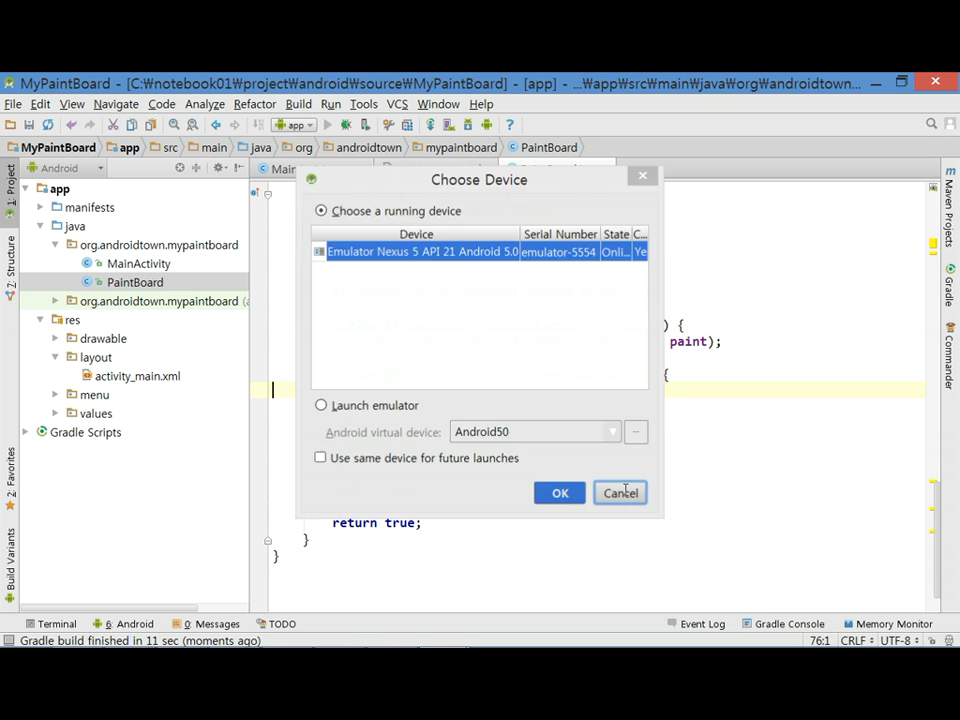 MyPaintBoard - [C:₩notebook01₩project₩android₩source₩MyPaintBoard] - [app] - ...₩app₩src₩main₩java₩org₩androidtown...
File Edit View Navigate Code Analyze Refactor Build Run Tools VCS Window Help
app
MyPaintBoard app src main java org androidtown mypaintboard PaintBoard
1: Project
7: Structure
2: Favorites
Build Variants
Android
app
manifests
java
org.androidtown.mypaintboard
MainActivity
PaintBoard
org.androidtown.mypaintboard (a
res
drawable
layout
activity_main.xml
menu
values
Gradle Scripts
Main
Choose Device
Choose a running device
Device Serial Number State C...
Emulator Nexus 5 API 21 Android 5.0 emulator-5554 Onli... Ye
Launch emulator
Android virtual device: Android50 ...
Use same device for future launches
OK Cancel
) {
paint);
{
return true;
}
}
Maven Projects
Gradle
Commander
Terminal 6: Android 0: Messages TODO Event Log Gradle Console Memory Monitor
Gradle build finished in 11 sec (moments ago) 76:1 CRLF UTF-8